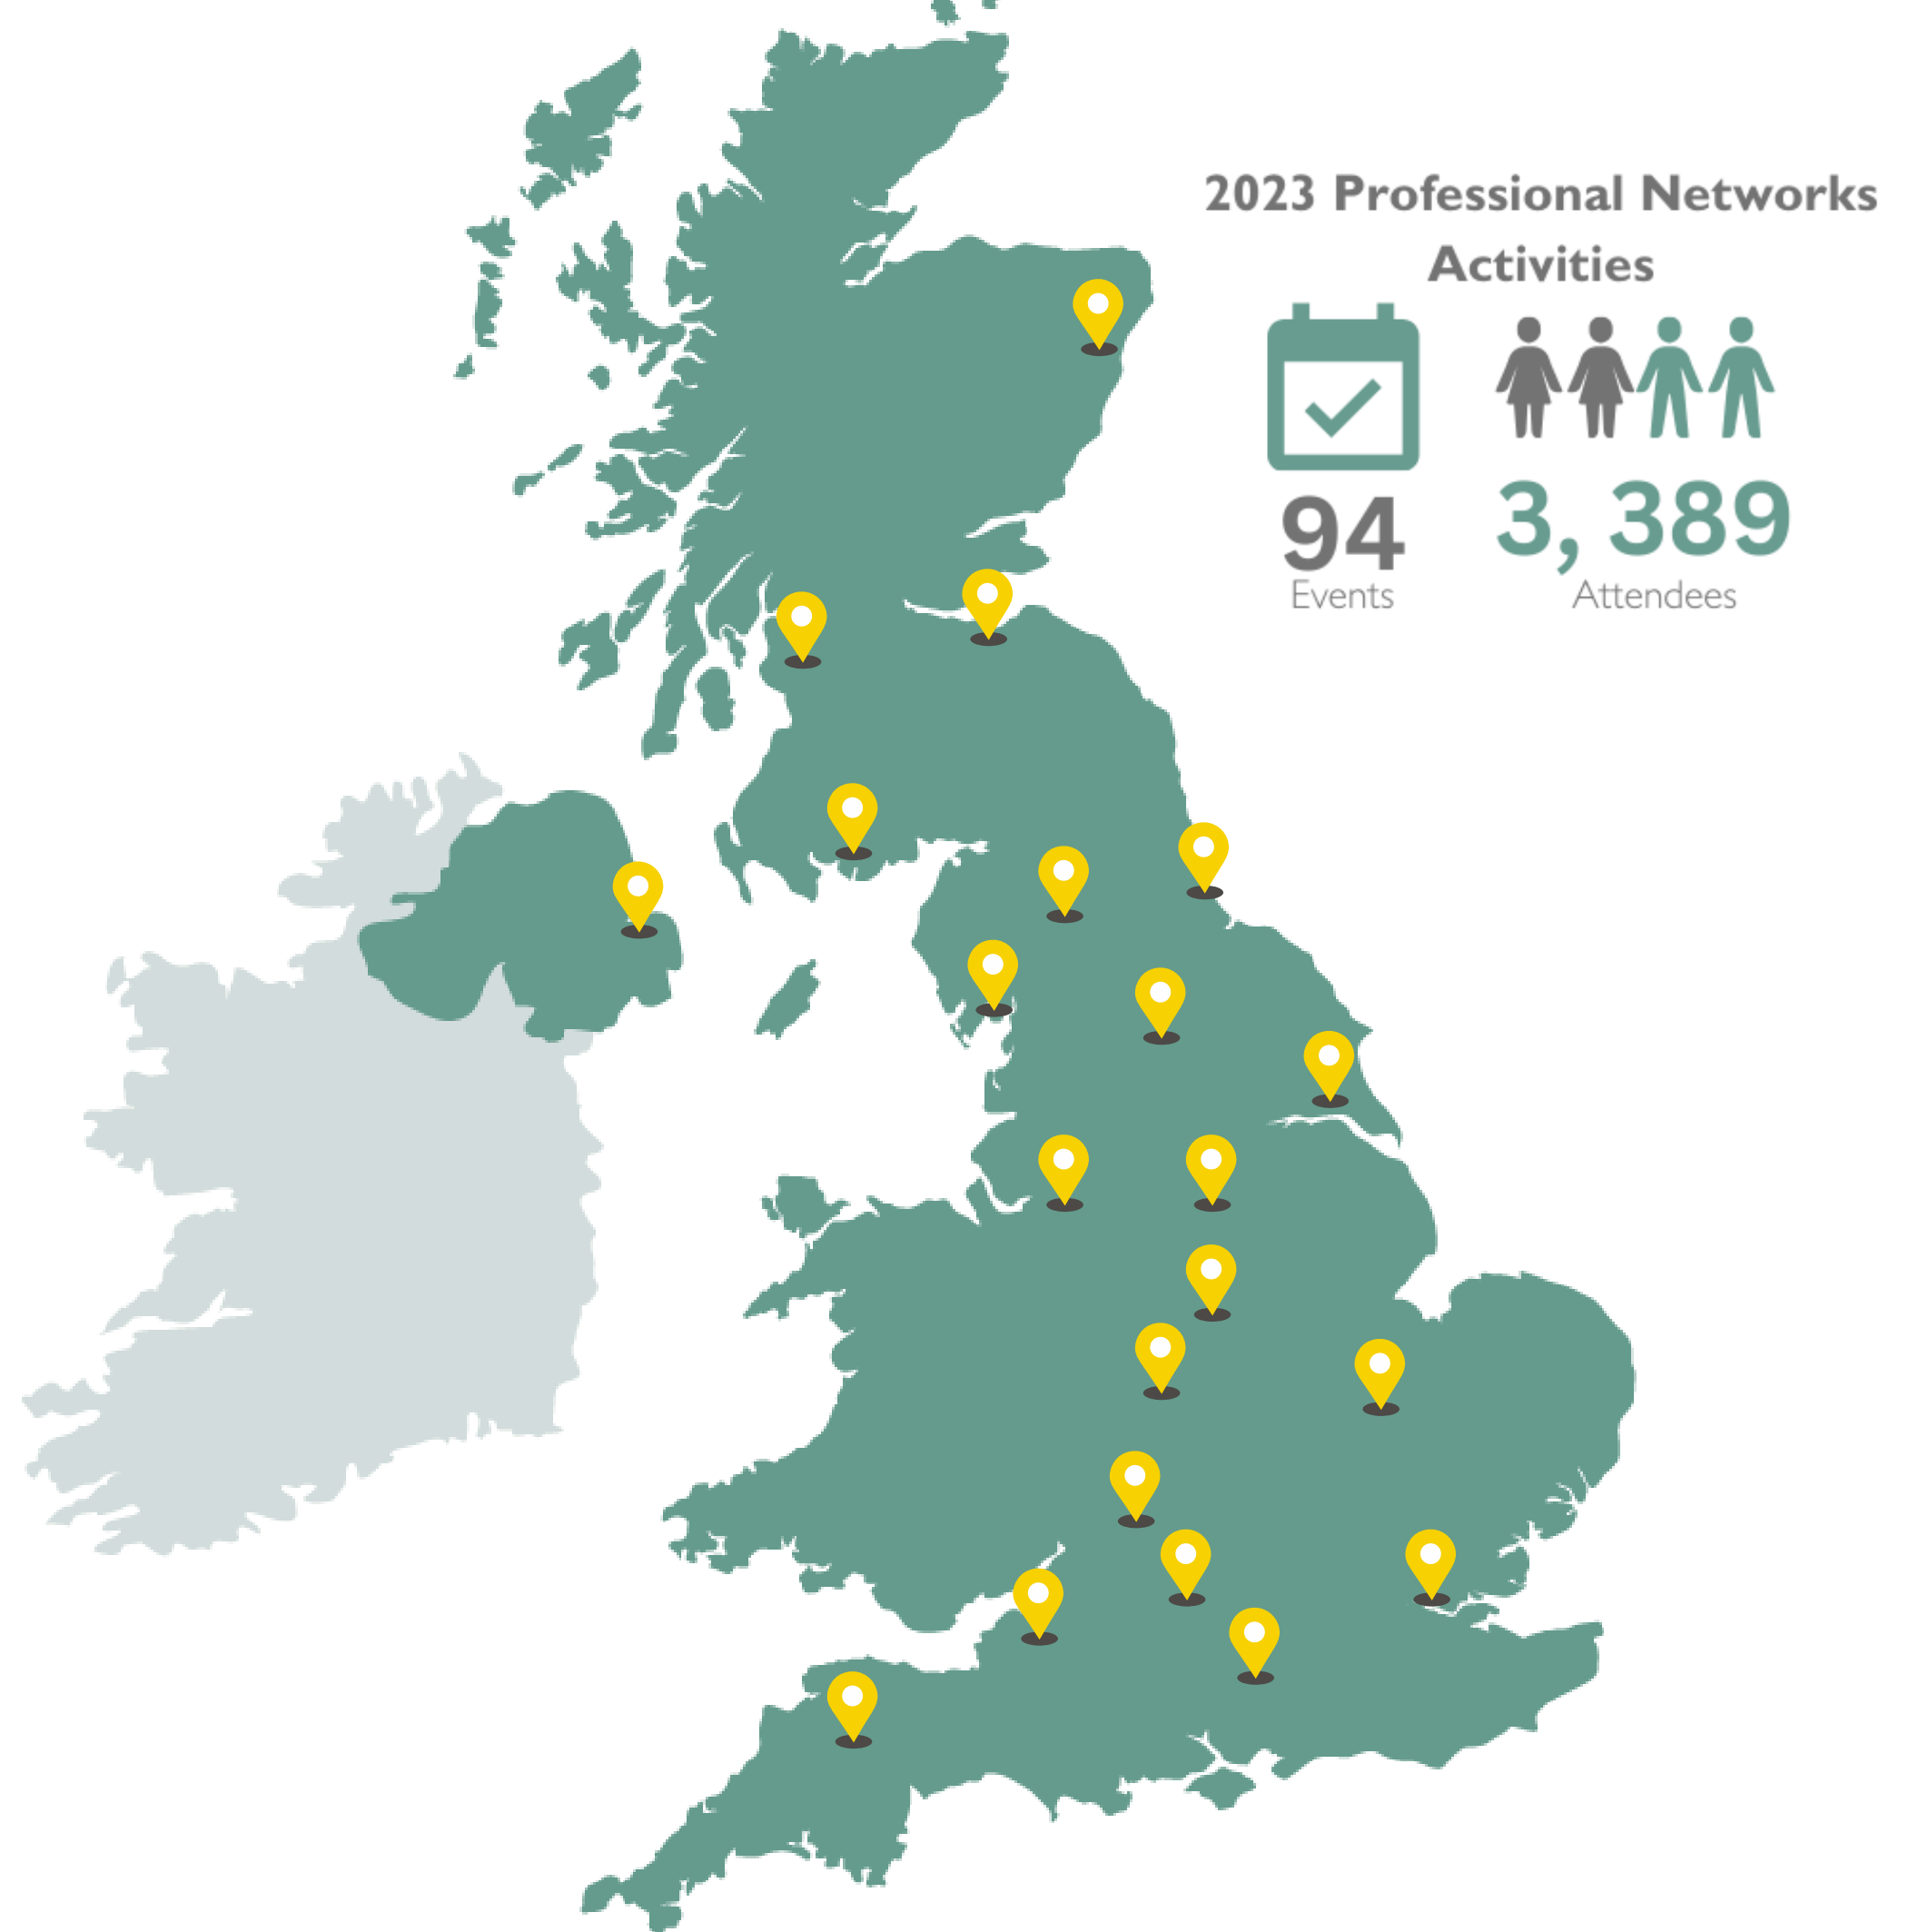 2023 Professional Networks
Activities
94
Events
3, 389
Attendees